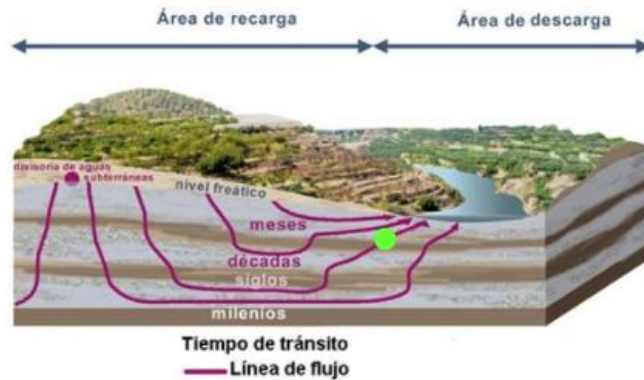 Área de recarga
Área de descarga
divisoria de aguas
subterráneas
nivel freático
meses
décadas
siglos
milenios
Tiempo de tránsito
Línea de flujo